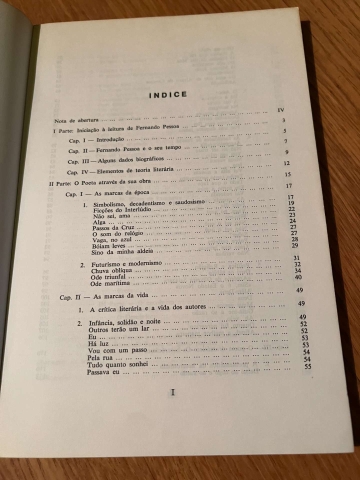 INDICE
Nota de abertura ... IV
I Parte: Iniciação à leitura de Fernando Pessoa ... 3
Cap. I — Introdução ... 5
Cap. II — Fernando Pessoa e o seu tempo ... 7
Cap. III — Alguns dados biográficos ... 9
Cap. IV — Elementos de teoria literária ... 12
II Parte: O Poeta através da sua obra ... 15
Cap. I — As marcas da época ... 17
1. Simbolismo, decadentismo e saudosismo ... 17
Ficções do Interlúdio ... 19
Não sei, ama ... 22
Alga ... 23
Passos da Cruz ... 24
O som do relógio ... 27
Vaga, no azul ... 27
Bóiam leves ... 28
Sino da minha aldeia ... 29
2. Futurismo e modernismo ... 31
Chuva oblíqua ... 32
Ode triunfal ... 34
Ode marítima ... 40
Cap. II — As marcas da vida ... 49
1. A crítica literária e a vida dos autores ... 49
2. Infância, solidão e noite ... 52
Outros terão um lar ... 52
Eu ... 53
Há luz ... 53
Vou com um passo ... 53
Pela rua ... 54
Tudo quanto sonhei ... 54
Passava eu ... 55
I